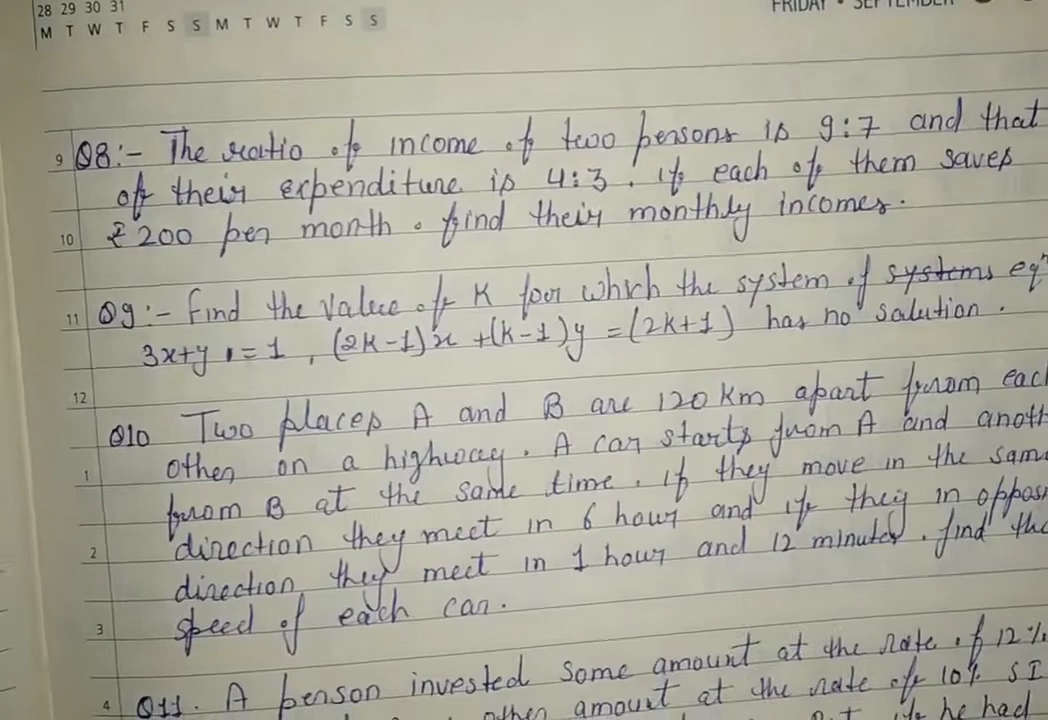 28 29 30 31
M T W T F S S M T W T F S S
FRIDAY • SEPTEMBER
9 Q8:- The ratio of income of two persons is 9:7 and that
of their expenditure is 4:3. If each of them saves
10 ₹200 per month. find their monthly incomes.
11 Q9:- Find the value of K for which the system of systems eqn
3x+y = 1, (2k-1)x +(k-1)y = (2k+1) has no salution.
12
Q10 Two places A and B are 120 Km apart from each
1 other on a highway. A car starts from A and anoth
from B at the same time. if they move in the same
2 direction they meet in 6 hour and if they in opposi
direction, they meet in 1 hour and 12 minutes. find the
3 speed of each car.
4 Q11. A person invested some amount at the rate of 12%
other amount at the rate of 10% SI
he had